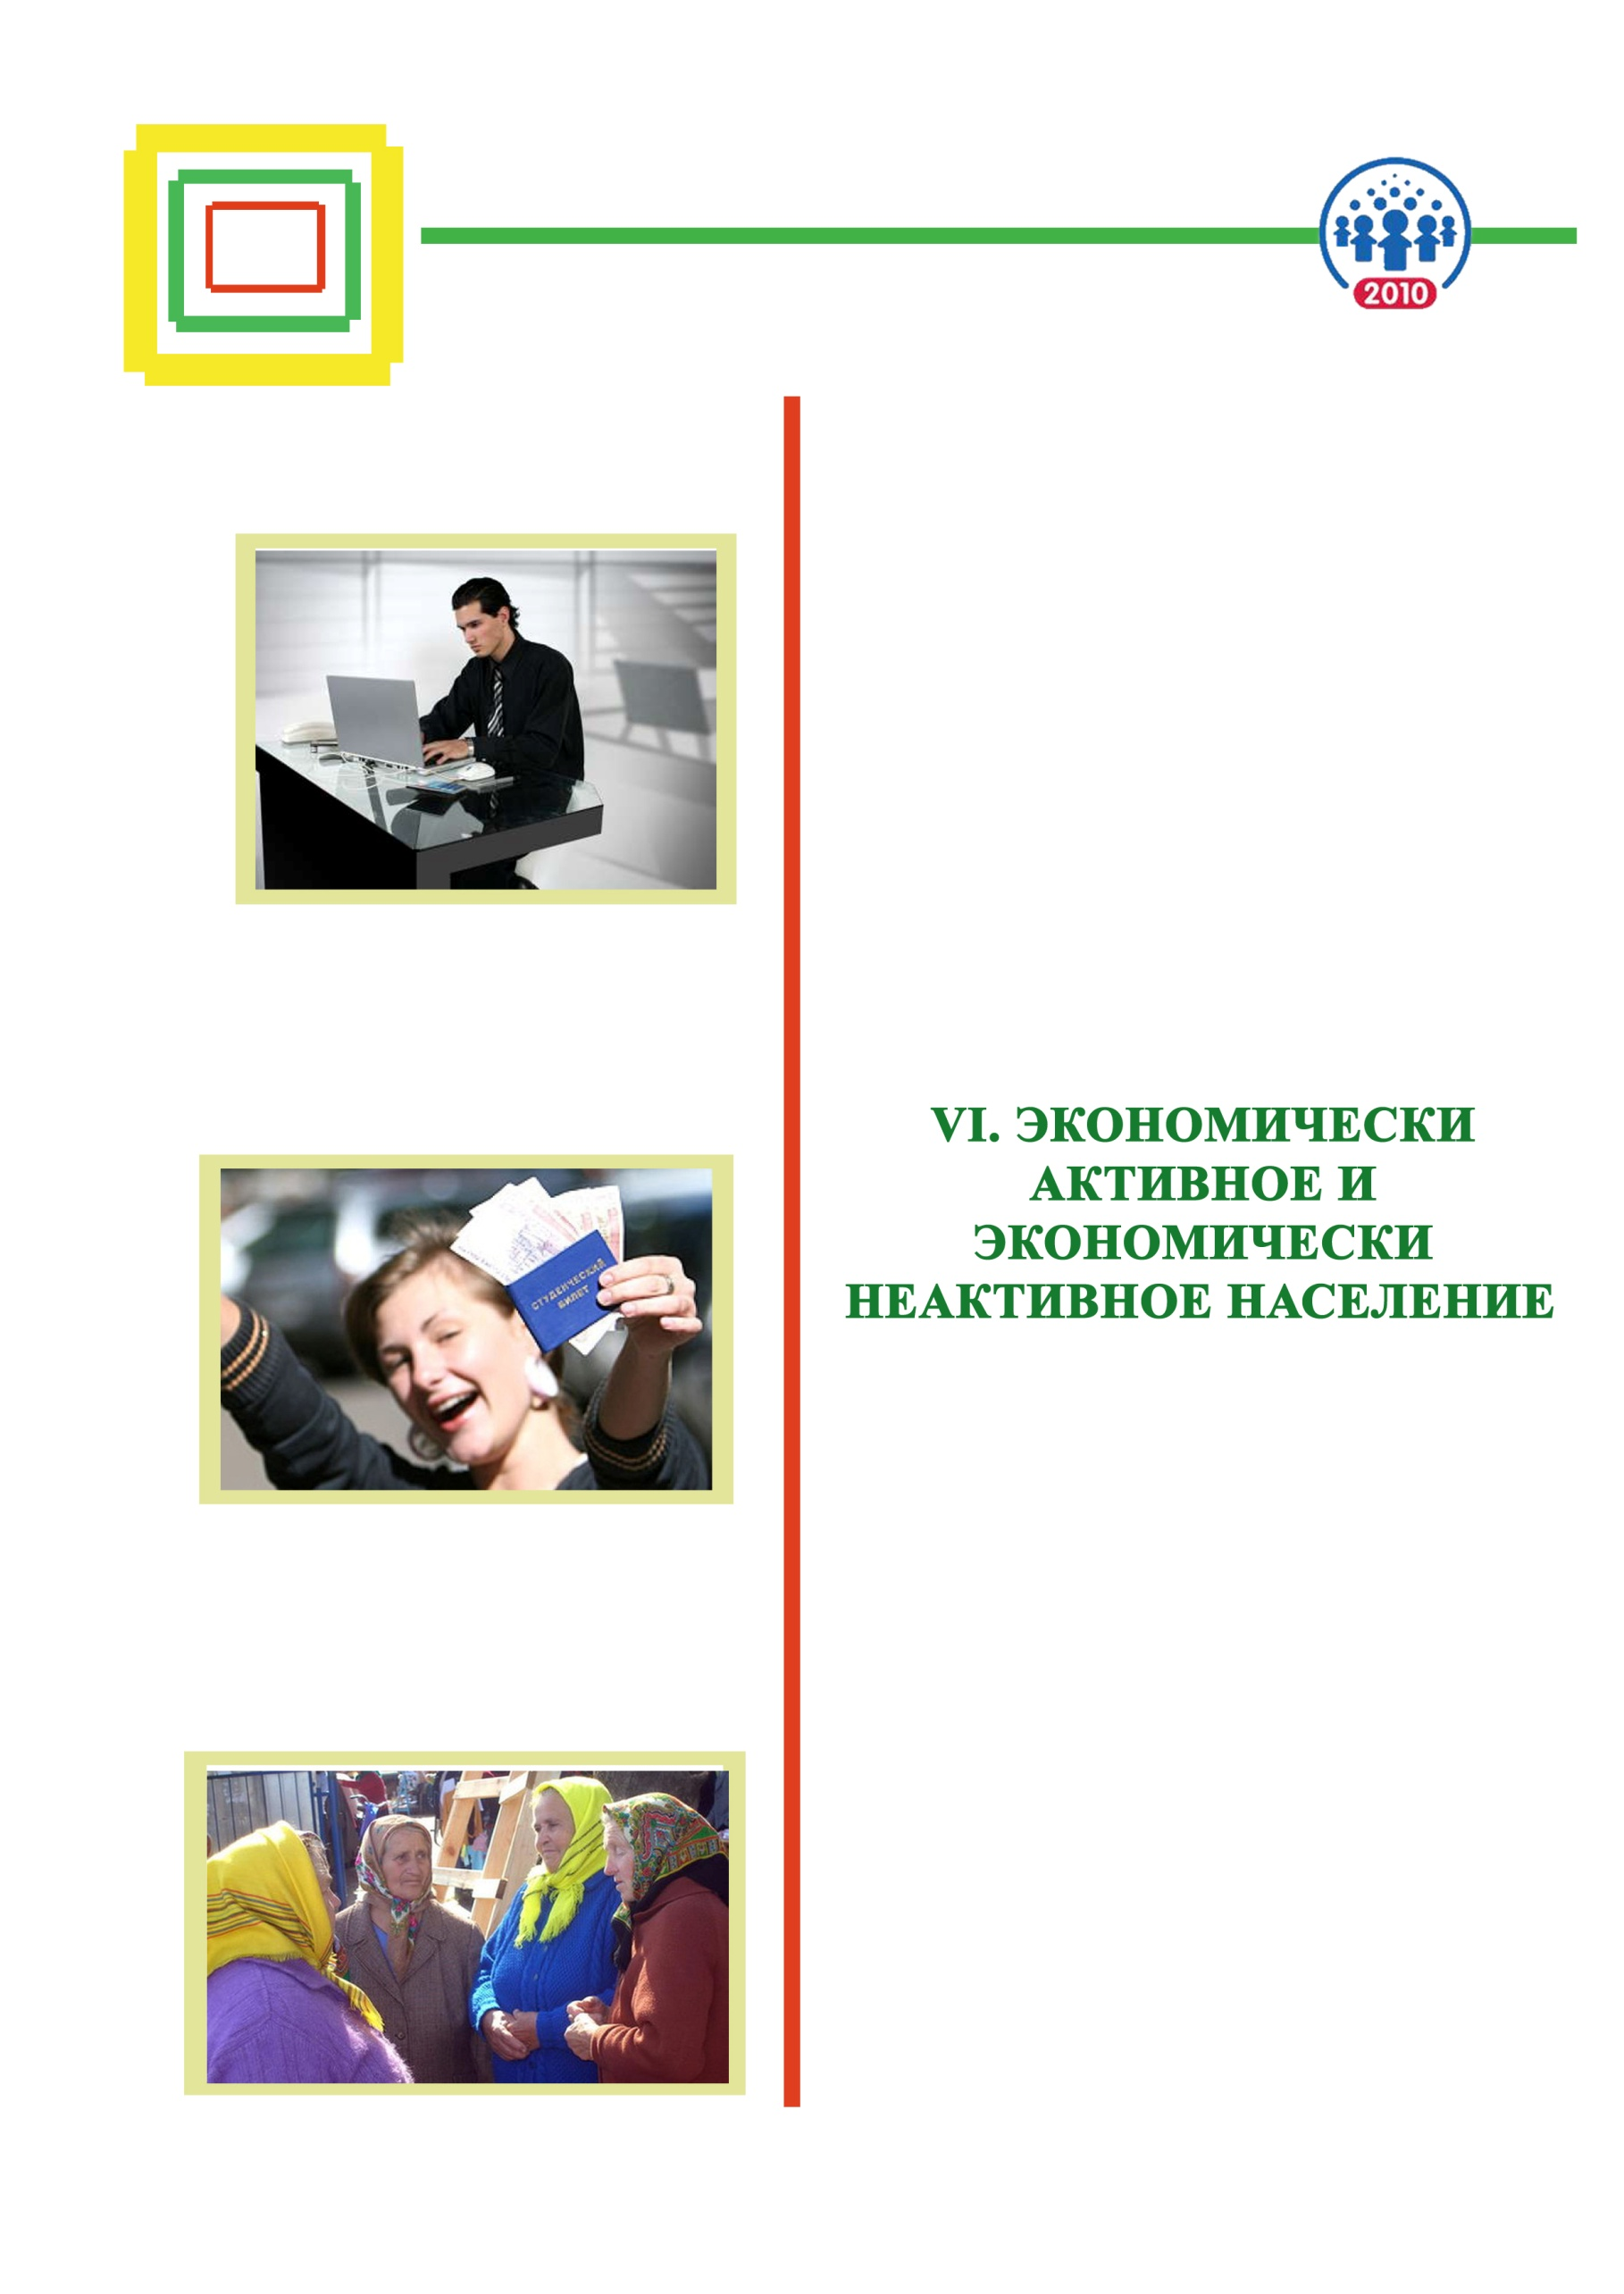 2010
СТУДЕНЧЕСКИЙ
БИЛЕТ
VI. ЭКОНОМИЧЕСКИ
АКТИВНОЕ И
ЭКОНОМИЧЕСКИ
НЕАКТИВНОЕ НАСЕЛЕНИЕ